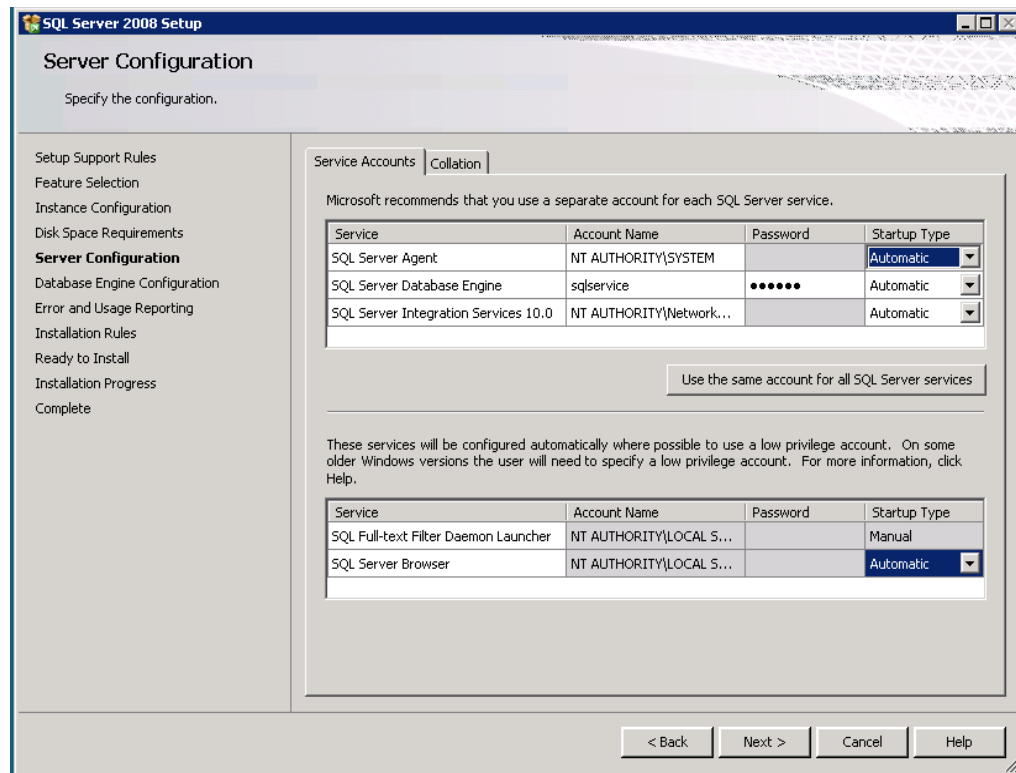 SQL Server 2008 Setup
Server Configuration
Specify the configuration.
Setup Support Rules
Feature Selection
Instance Configuration
Disk Space Requirements
Server Configuration
Database Engine Configuration
Error and Usage Reporting
Installation Rules
Ready to Install
Installation Progress
Complete
Service Accounts Collation
Microsoft recommends that you use a separate account for each SQL Server service.
Service Account Name Password Startup Type
SQL Server Agent NT AUTHORITY\SYSTEM Automatic
SQL Server Database Engine sqlservice ●●●●●● Automatic
SQL Server Integration Services 10.0 NT AUTHORITY\Network... Automatic
Use the same account for all SQL Server services
These services will be configured automatically where possible to use a low privilege account. On some
older Windows versions the user will need to specify a low privilege account. For more information, click
Help.
Service Account Name Password Startup Type
SQL Full-text Filter Daemon Launcher NT AUTHORITY\LOCAL S... Manual
SQL Server Browser NT AUTHORITY\LOCAL S... Automatic
< Back Next > Cancel Help